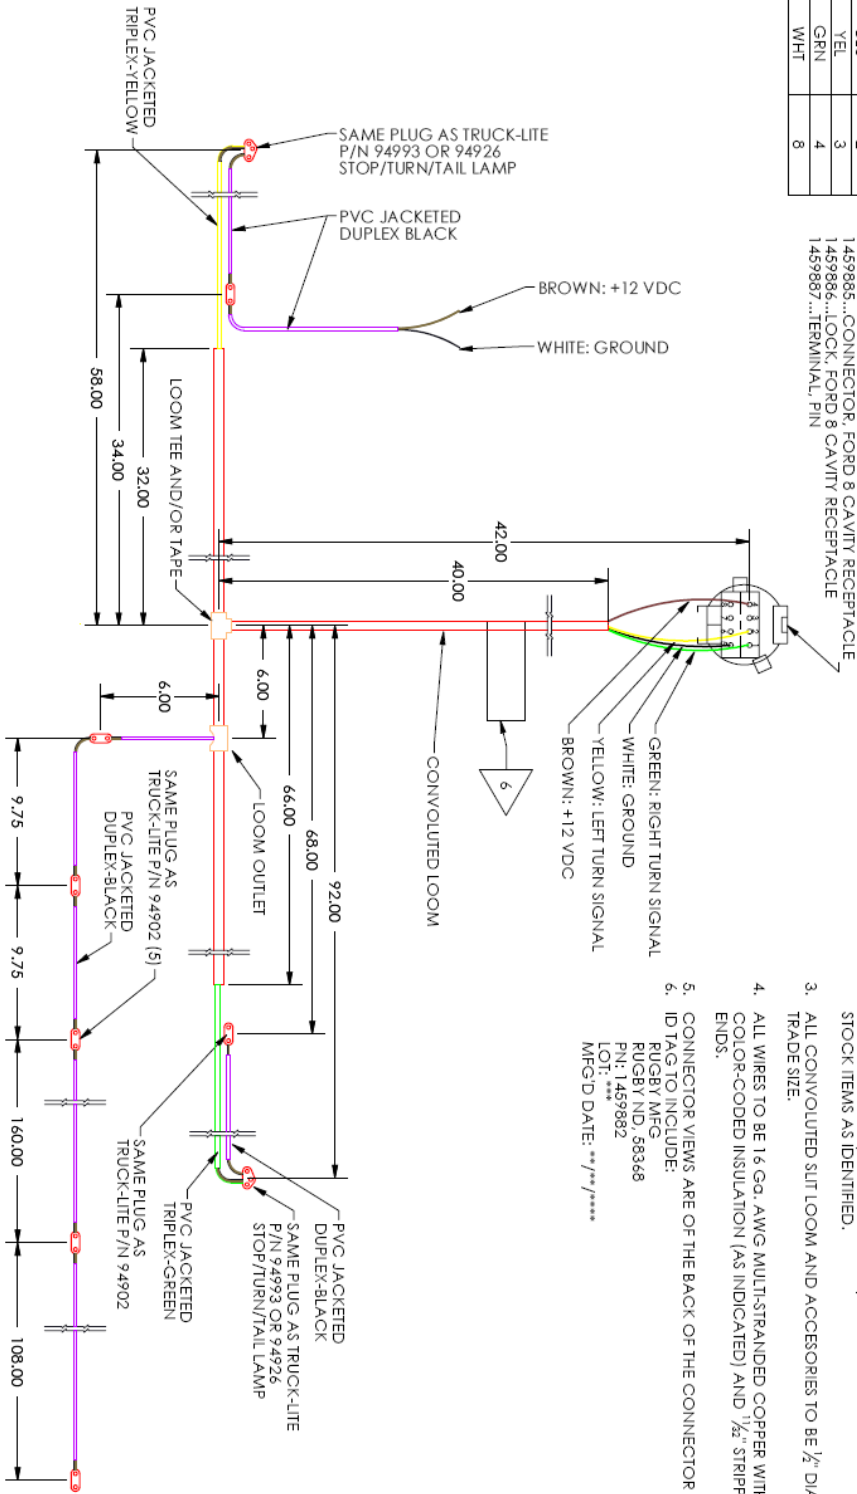 YEL 3
GRN 4
WHT 8
1459885...CONNECTOR, FORD 8 CAVITY RECEPTACLE
1459886...LOCK, FORD 8 CAVITY RECEPTACLE
1459887...TERMINAL, PIN
STOCK ITEMS AS IDENTIFIED.
3. ALL CONVOLUTED SLIT LOOM AND ACCESORIES TO BE ½" DIA
TRADE SIZE.
4. ALL WIRES TO BE 16 Ga. AWG MULTI-STRANDED COPPER WITH
COLOR-CODED INSULATION (AS INDICATED) AND 11/32" STRIPP
ENDS.
5. CONNECTOR VIEWS ARE OF THE BACK OF THE CONNECTOR
6. ID TAG TO INCLUDE:
RUGBY MFG
RUGBY ND, 58368
PN: 1459882
LOT: ***
MFG'D DATE: **/**/****
PVC JACKETED
TRIPLEX-YELLOW
SAME PLUG AS TRUCK-LITE
P/N 94993 OR 94926
STOP/TURN/TAIL LAMP
PVC JACKETED
DUPLEX BLACK
BROWN: +12 VDC
WHITE: GROUND
58.00
34.00
32.00
LOOM TEE AND/OR TAPE
42.00
40.00
GREEN: RIGHT TURN SIGNAL
WHITE: GROUND
YELLOW: LEFT TURN SIGNAL
BROWN: +12 VDC
6
CONVOLUTED LOOM
6.00
66.00
68.00
92.00
LOOM OUTLET
6.00
SAME PLUG AS
TRUCK-LITE P/N 94902 (5)
PVC JACKETED
DUPLEX-BLACK
9.75
9.75
160.00
108.00
SAME PLUG AS
TRUCK-LITE P/N 94902
PVC JACKETED
TRIPLEX-GREEN
SAME PLUG AS TRUCK-LITE
P/N 94993 OR 94926
STOP/TURN/TAIL LAMP
PVC JACKETED
DUPLEX-BLACK